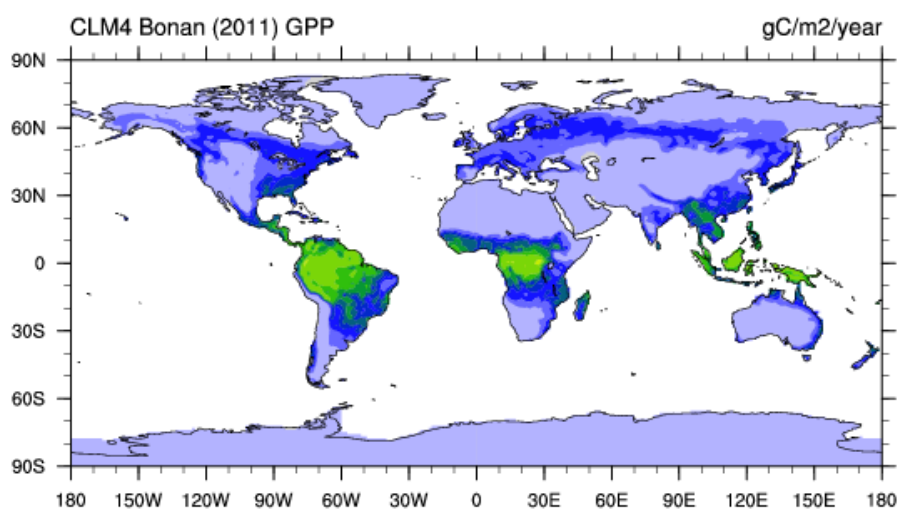 CLM4 Bonan (2011) GPP gC/m2/year
90N
60N
30N
0
30S
60S
90S
180 150W 120W 90W 60W 30W 0 30E 60E 90E 120E 150E 180